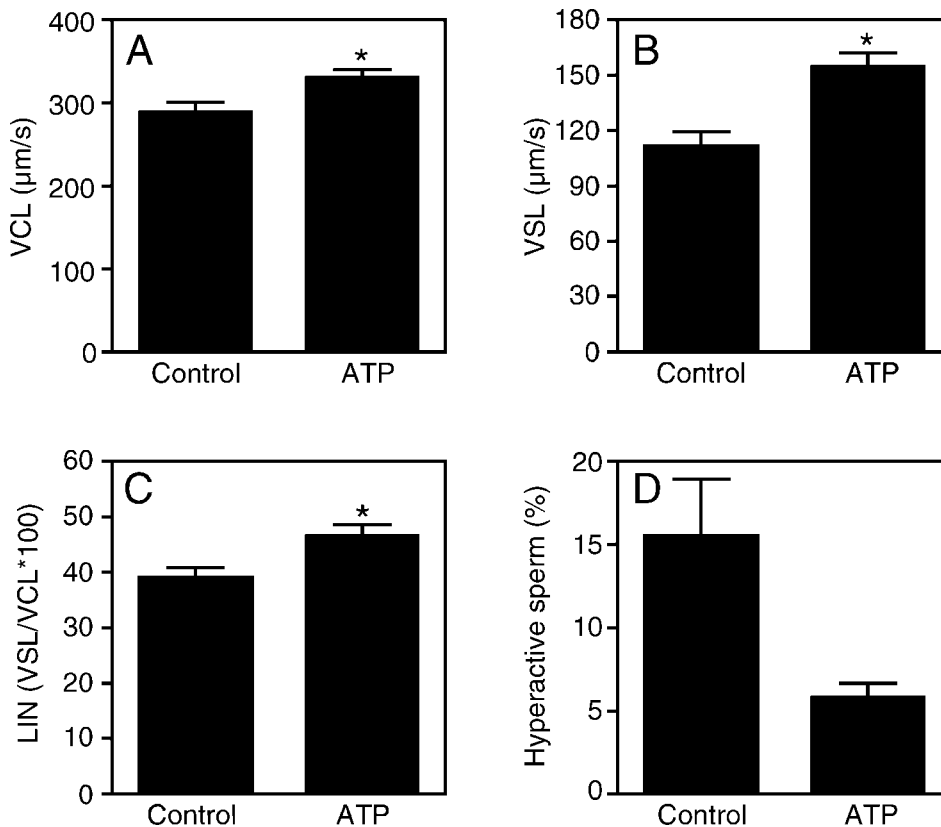 A
VCL (µm/s)
400
300
200
100
0
*
Control
ATP
B
VSL (µm/s)
180
150
120
90
60
30
0
*
Control
ATP
C
LIN (VSL/VCL*100)
60
50
40
30
20
10
0
*
Control
ATP
D
Hyperactive sperm (%)
20
15
10
5
0
Control
ATP